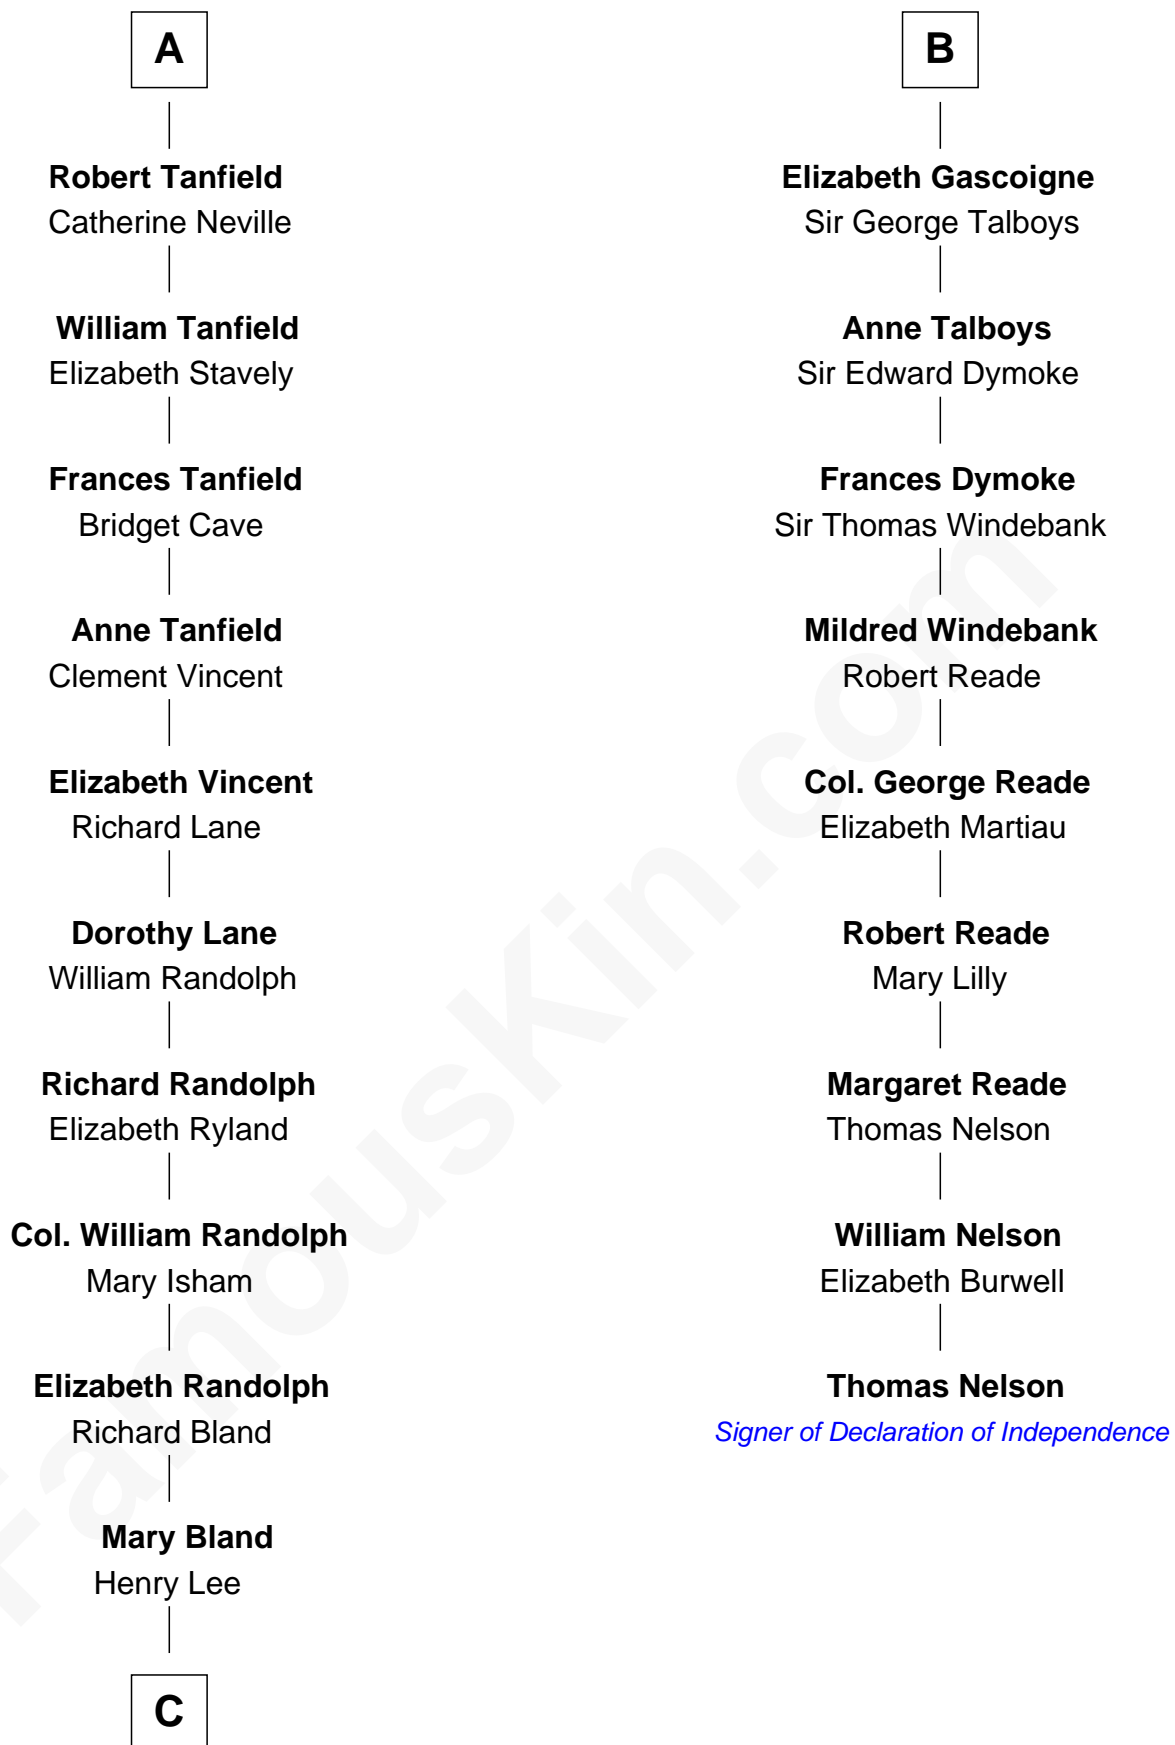 A
Robert Tanfield
Catherine Neville
William Tanfield
Elizabeth Stavely
Frances Tanfield
Bridget Cave
Anne Tanfield
Clement Vincent
Elizabeth Vincent
Richard Lane
Dorothy Lane
William Randolph
Richard Randolph
Elizabeth Ryland
Col. William Randolph
Mary Isham
Elizabeth Randolph
Richard Bland
Mary Bland
Henry Lee
C
B
Elizabeth Gascoigne
Sir George Talboys
Anne Talboys
Sir Edward Dymoke
Frances Dymoke
Sir Thomas Windebank
Mildred Windebank
Robert Reade
Col. George Reade
Elizabeth Martiau
Robert Reade
Mary Lilly
Margaret Reade
Thomas Nelson
William Nelson
Elizabeth Burwell
Thomas Nelson
Signer of Declaration of Independence
FamousKin.com